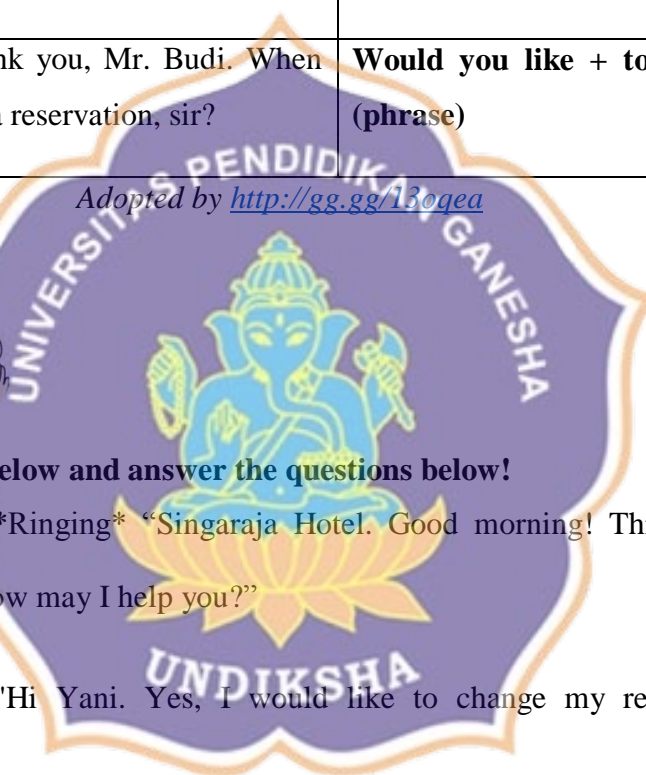 nk you, Mr. Budi. When
reservation, sir?
Would you like + to
(phrase)
Adopted by http://gg.gg/13oqea
UNIVERSITAS PENDIDIKAN GANESHA
elow and answer the questions below!
*Ringing* “Singaraja Hotel. Good morning! Thi
ow may I help you?”
"Hi Yani. Yes, I would like to change my re
UNDIKSHA